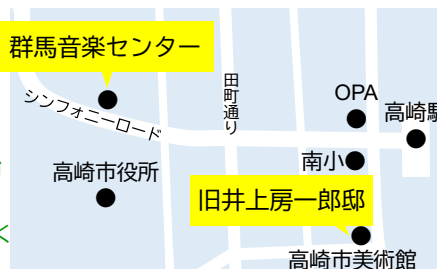 群馬音楽センター
シンフォニーロード
田町通り
OPA
高崎駅
南小
高崎市役所
旧井上房一郎邸
高崎市美術館